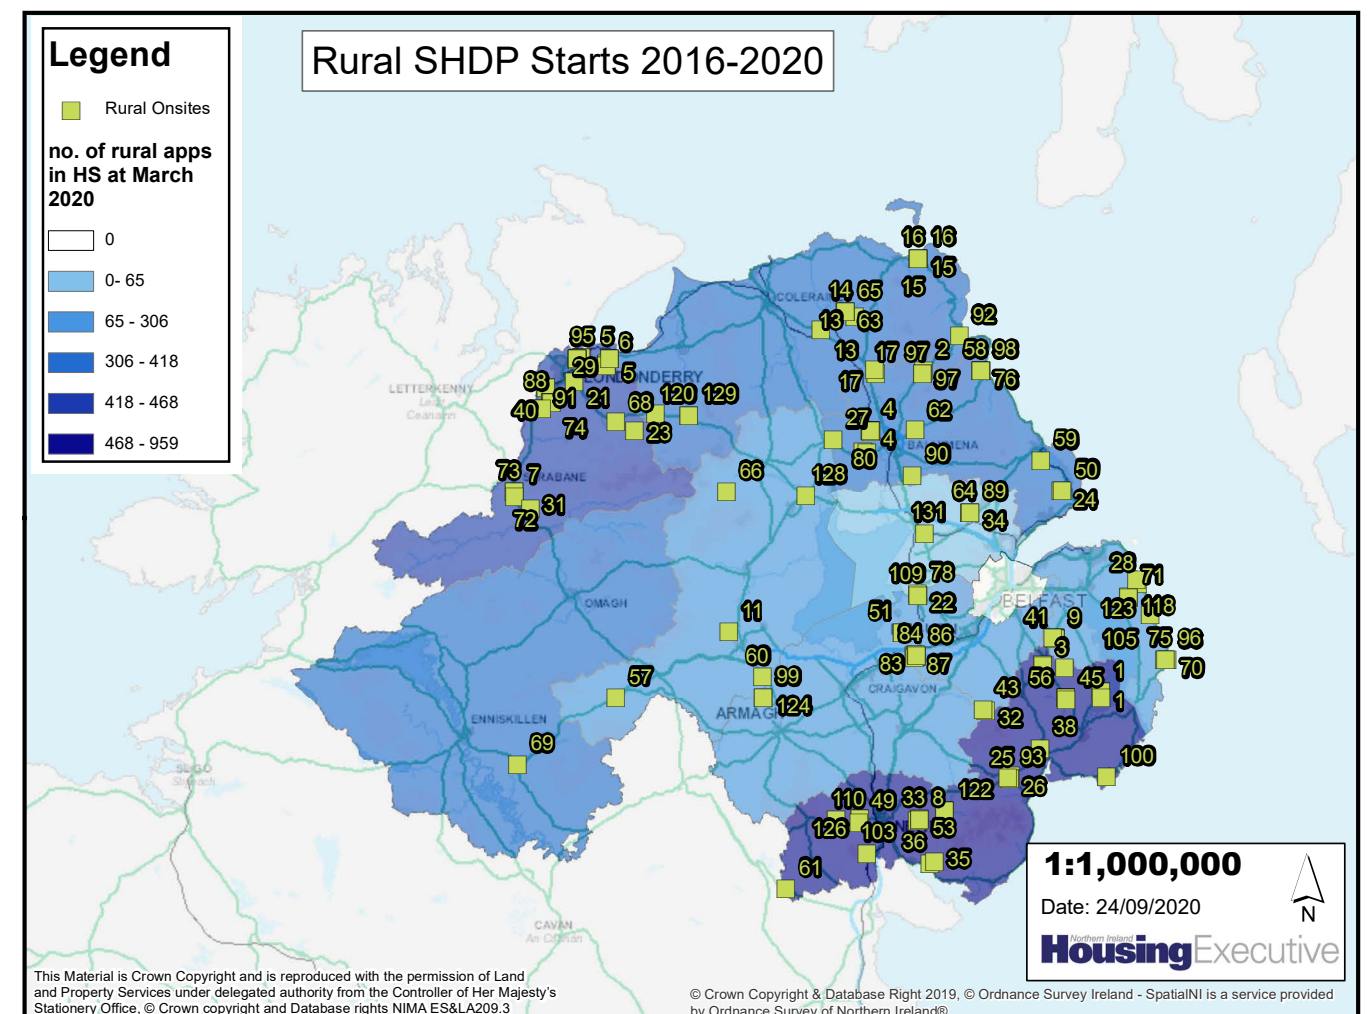 Legend
Rural Onsites
no. of rural apps
in HS at March
2020
0
0- 65
65 - 306
306 - 418
418 - 468
468 - 959
Rural SHDP Starts 2016-2020
16 16
15
15
14 65
COLERAI
13 63
92
13
17 97 2 58 98
17
97
76
95 5 6
29
5
LONDONDERRY
LETTERKENNY
88
91 21 68 120 129
40
74
23
27 4 62
4
BALLYMENA
80
59
90
50
24
73 7
STRABANE
31
72
66
128
64 89
34
131
28
71
109 78
22
BELFAST
123 118
OMAGH
11
51
84 86
41 9
105 75 96
3
70
60
99
83 87
57
56 45 1
1
CRAIGAVON
43
124
ARMAGH
32
38
ENNISKILLEN
69
SLIGO
Sligeach
25 93
100
26
122
110 49 33 8
126 103
53
36
35
61
CAVAN
An Cabhán
1:1,000,000
Date: 24/09/2020
N
Northern Ireland
HousingExecutive
This Material is Crown Copyright and is reproduced with the permission of Land
and Property Services under delegated authority from the Controller of Her Majesty's
Stationery Office, © Crown copyright and Database rights NIMA ES&LA209.3
© Crown Copyright & Database Right 2019, © Ordnance Survey Ireland - SpatialNI is a service provided
by Ordnance Survey of Northern Ireland®